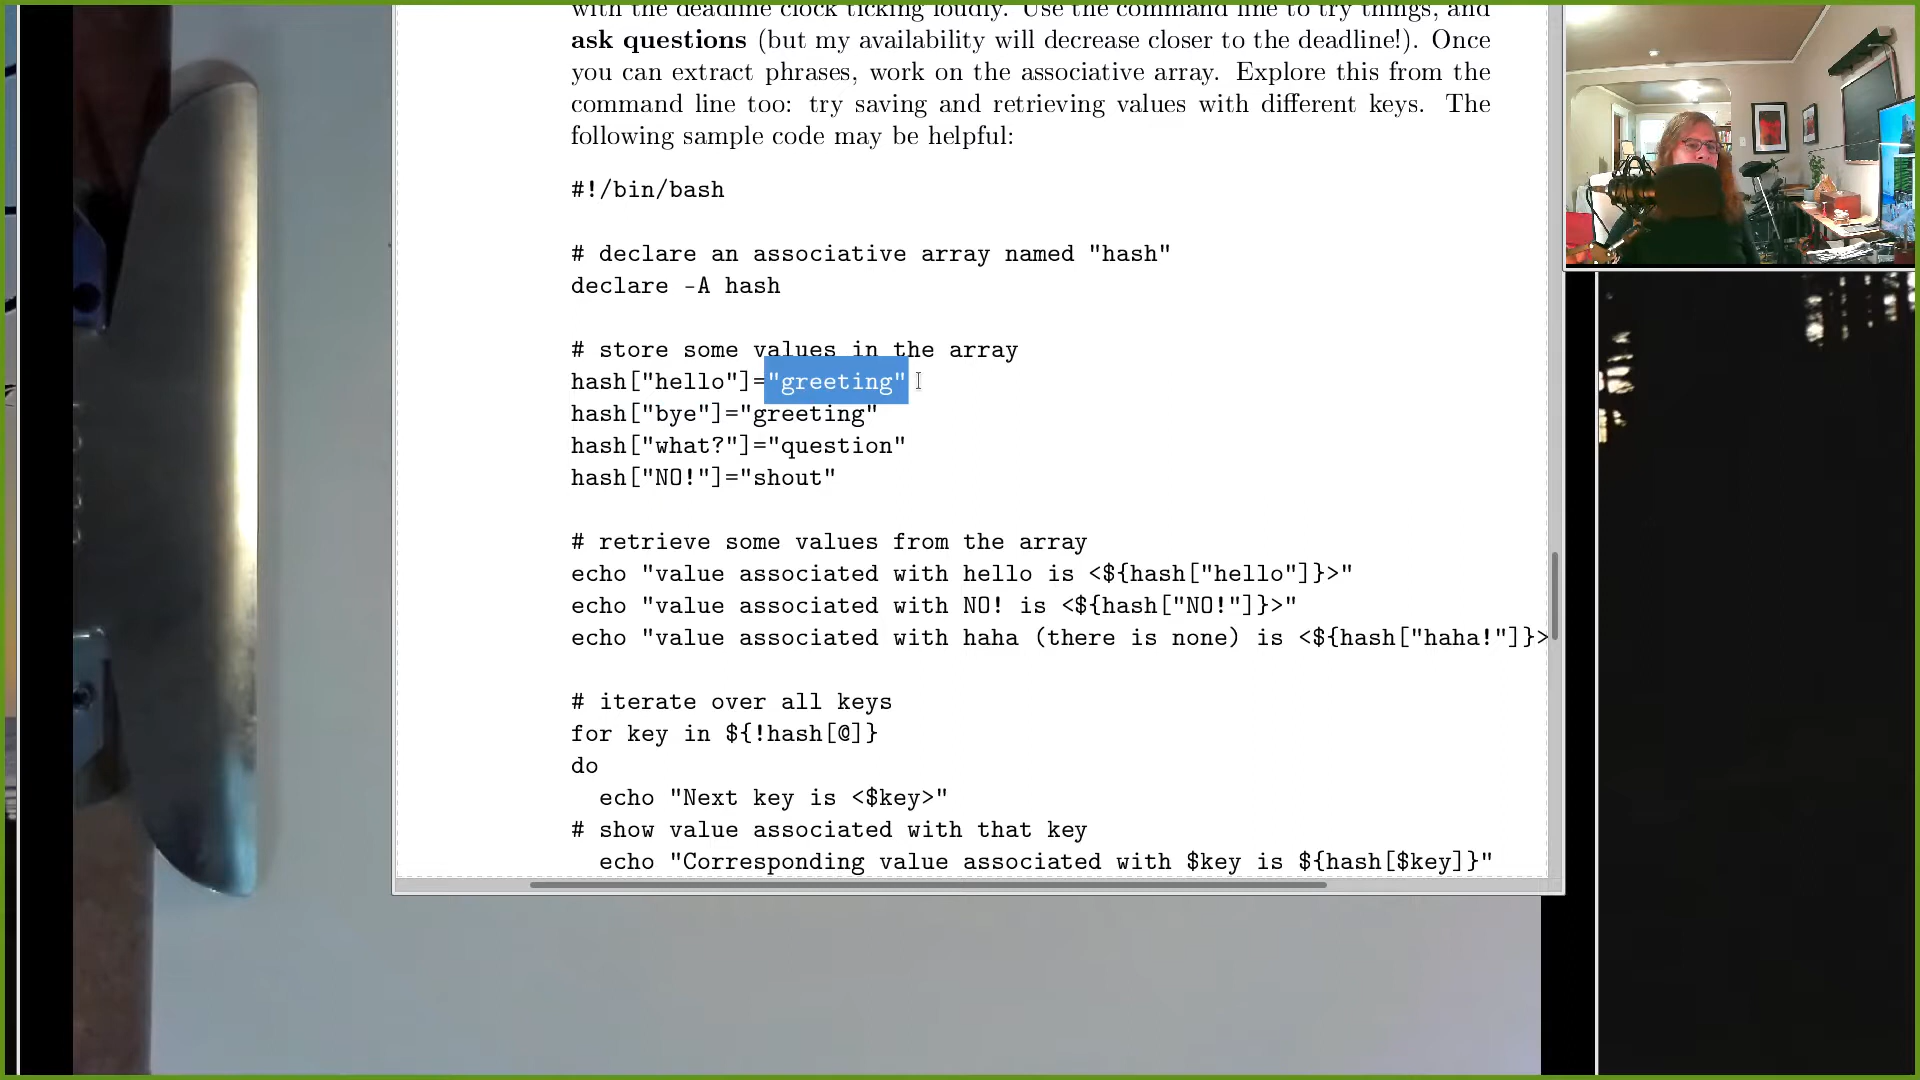 with the deadline clock ticking loudly. Use the command line to try things, and
ask questions (but my availability will decrease closer to the deadline!). Once
you can extract phrases, work on the associative array. Explore this from the
command line too: try saving and retrieving values with different keys. The
following sample code may be helpful:
#!/bin/bash
# declare an associative array named "hash"
declare -A hash
# store some values in the array
hash["hello"]="greeting"
hash["bye"]="greeting"
hash["what?"]="question"
hash["NO!"]="shout"
# retrieve some values from the array
echo "value associated with hello is <${hash["hello"]}>"
echo "value associated with NO! is <${hash["NO!"]}>"
echo "value associated with haha (there is none) is <${hash["haha!"]}>
# iterate over all keys
for key in ${!hash[@]}
do
echo "Next key is <$key>"
# show value associated with that key
echo "Corresponding value associated with $key is ${hash[$key]}"